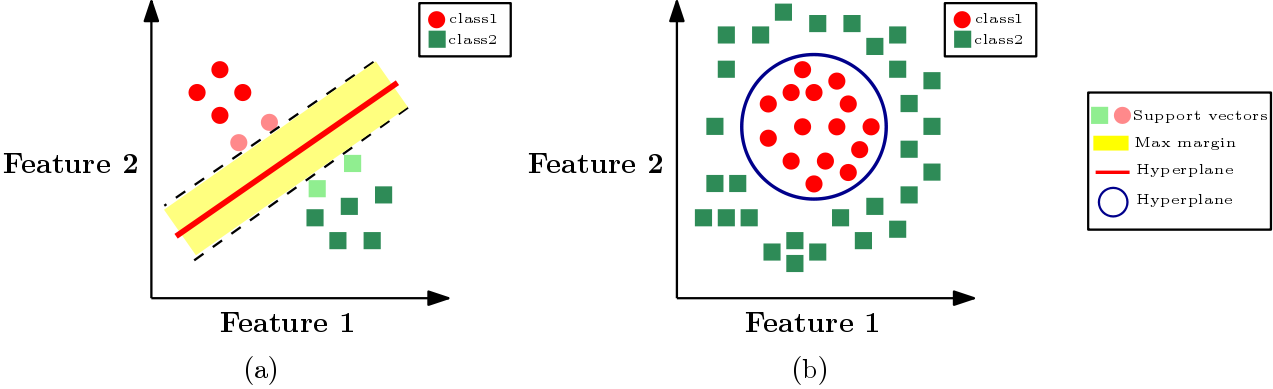 class1
class2
Feature 2
Feature 1
(a)
class1
class2
Feature 2
Feature 1
(b)
Support vectors
Max margin
Hyperplane
Hyperplane